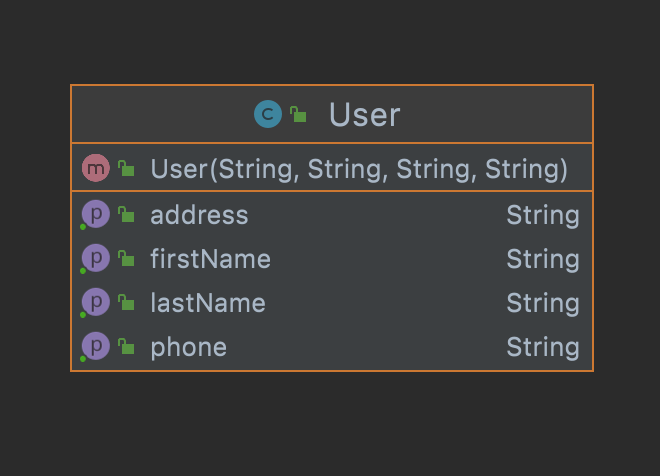 C User
m User(String, String, String, String)
p address String
p firstName String
p lastName String
p phone String